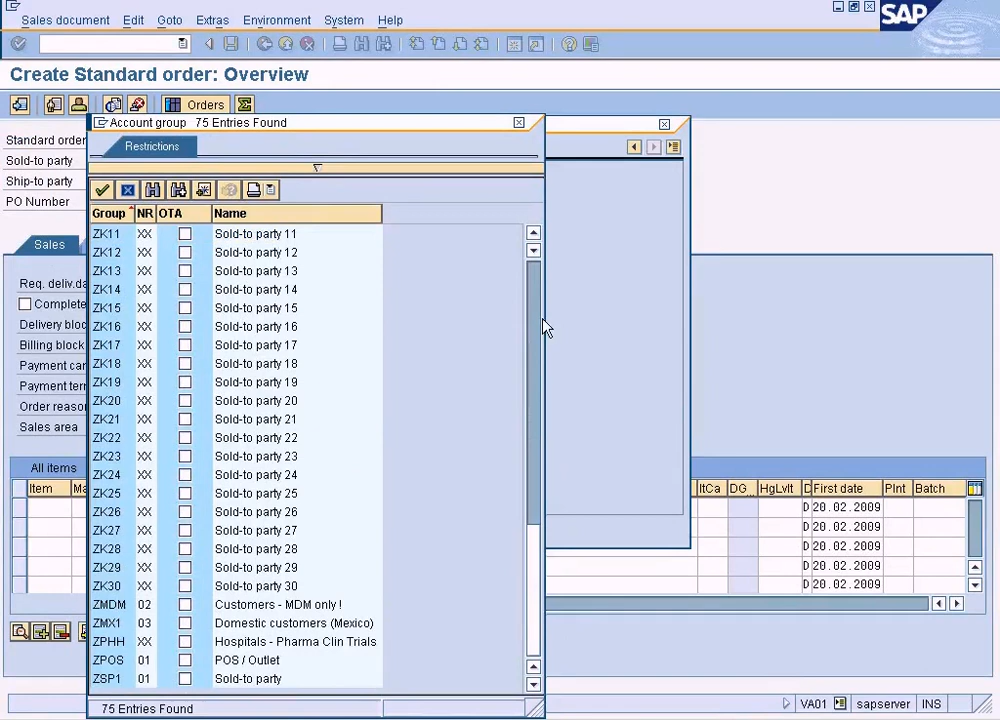 Sales document Edit Goto Extras Environment System Help
SAP
Create Standard order: Overview
Orders
Account group 75 Entries Found
Standard order
Restrictions
Sold-to party
Ship-to party
PO Number
Group NR OTA Name
ZK11 XX Sold-to party 11
Sales
ZK12 XX Sold-to party 12
ZK13 XX Sold-to party 13
Req. deliv.da
ZK14 XX Sold-to party 14
Complete
ZK15 XX Sold-to party 15
Delivery bloc
ZK16 XX Sold-to party 16
Billing block
ZK17 XX Sold-to party 17
Payment car
ZK18 XX Sold-to party 18
Payment terr
ZK19 XX Sold-to party 19
Order reaso
ZK20 XX Sold-to party 20
Sales area
ZK21 XX Sold-to party 21
ZK22 XX Sold-to party 22
ZK23 XX Sold-to party 23
All items
ZK24 XX Sold-to party 24
Item Ma ItCa DG... HgLvIt D First date Plnt Batch
ZK25 XX Sold-to party 25
D 20.02.2009
ZK26 XX Sold-to party 26
D 20.02.2009
ZK27 XX Sold-to party 27
D 20.02.2009
ZK28 XX Sold-to party 28
D 20.02.2009
ZK29 XX Sold-to party 29
D 20.02.2009
ZK30 XX Sold-to party 30
ZMDM 02 Customers - MDM only !
ZMX1 03 Domestic customers (Mexico)
ZPHH XX Hospitals - Pharma Clin Trials
ZPOS 01 POS / Outlet
ZSP1 01 Sold-to party
75 Entries Found
VA01 sapserver INS